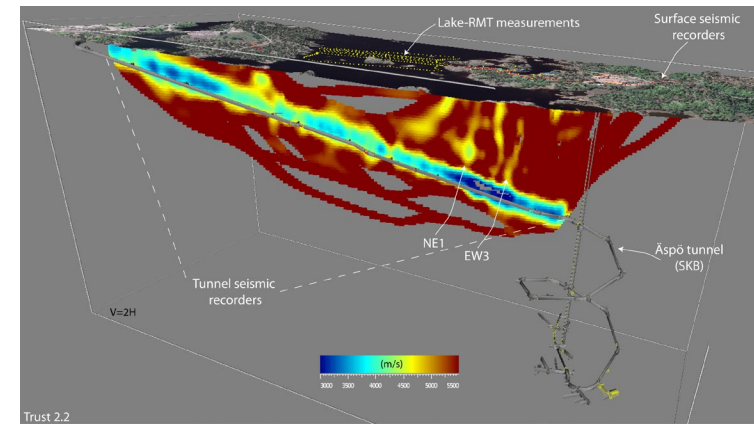 Lake-RMT measurements
Surface seismic
recorders
NE1
EW3
Äspö tunnel
(SKB)
Tunnel seismic
recorders
V=2H
(m/s)
3000 3500 4000 4500 5000 5500
Trust 2.2